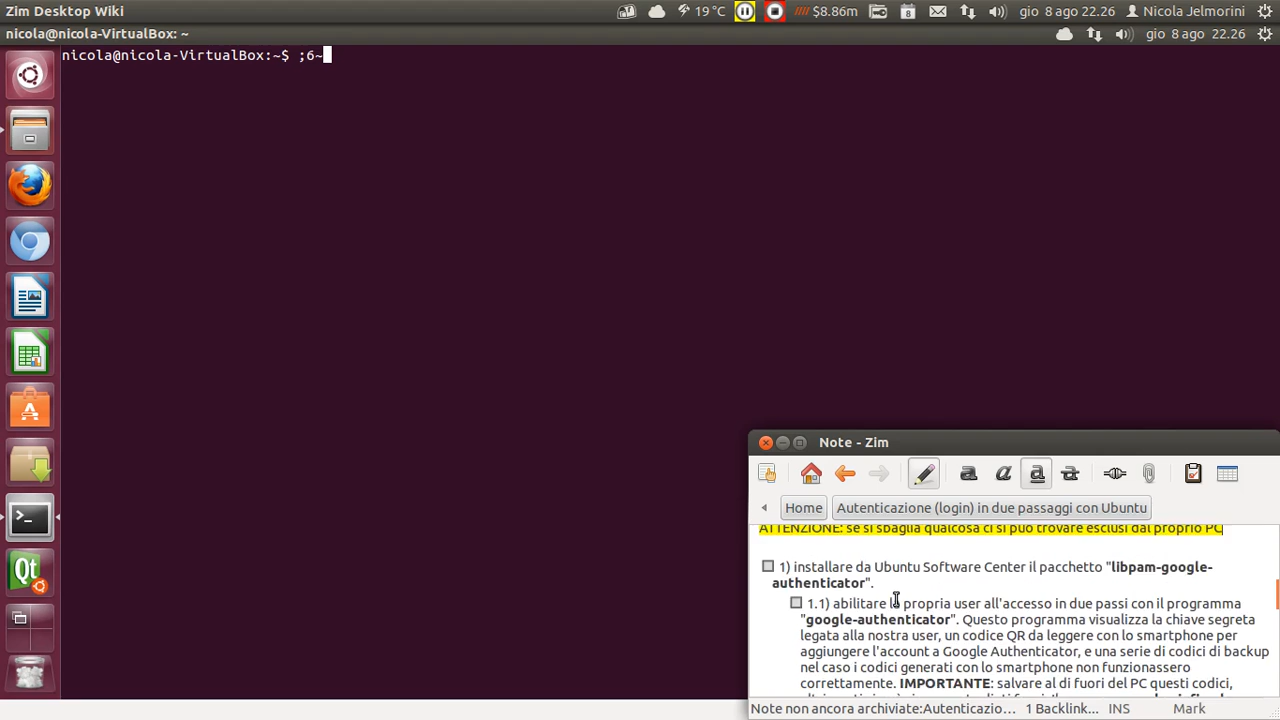 Zim Desktop Wiki
19 °C
$8.86m
8
gio 8 ago 22.26
Nicola Jelmorini
nicola@nicola-VirtualBox: ~
gio 8 ago 22.26
nicola@nicola-VirtualBox:~$ ;6~
Note - Zim
Home
Autenticazione (login) in due passaggi con Ubuntu
ATTENZIONE: se si sbaglia qualcosa ci si può trovare esclusi dal proprio PC
1) installare da Ubuntu Software Center il pacchetto "libpam-google-
authenticator".
1.1) abilitare la propria user all'accesso in due passi con il programma
"google-authenticator". Questo programma visualizza la chiave segreta
legata alla nostra user, un codice QR da leggere con lo smartphone per
aggiungere l'account a Google Authenticator, e una serie di codici di backup
nel caso i codici generati con lo smartphone non funzionassero
correttamente. IMPORTANTE: salvare al di fuori del PC questi codici,
Note non archiviate:Autenticazio...
1 Backlink...
INS
Mark
Qt